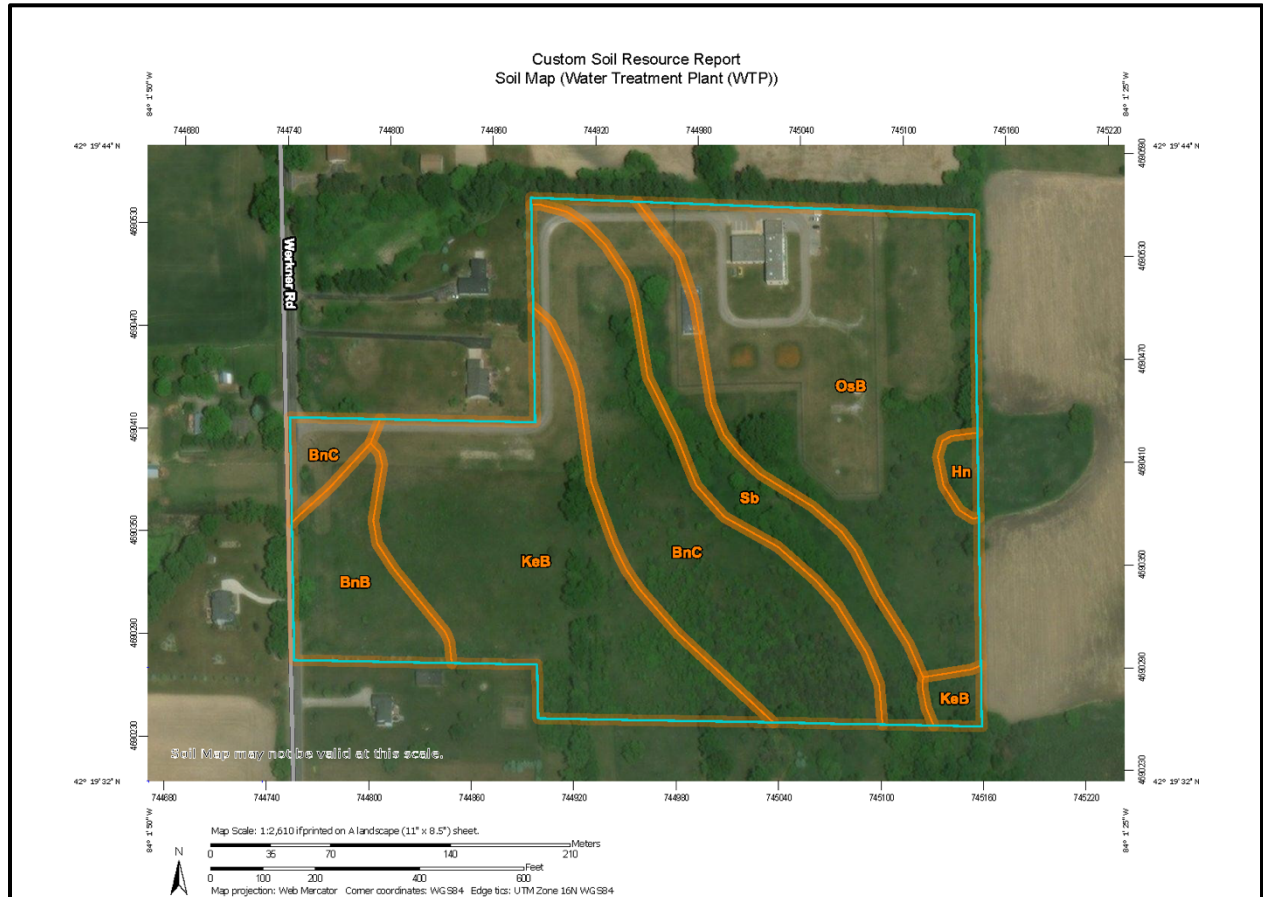 Custom Soil Resource Report
Soil Map (Water Treatment Plant (WTP))
84° 1' 50" W
84° 1' 25" W
744680 744740 744800 744860 744920 744980 745040 745100 745160 745220
42° 19' 44" N
42° 19' 44" N
4690590
4690530
4690530
4690470
4690470
4690410
4690410
4690350
4690350
4690290
4690290
4690230
4690230
Werkner Rd
OsB
BnC
Hn
Sb
BnC
KeB
BnB
KeB
Soil Map may not be valid at this scale.
42° 19' 32" N
42° 19' 32" N
744680 744740 744800 744860 744920 744980 745040 745100 745160 745220
84° 1' 50" W
84° 1' 25" W
Map Scale: 1:2,610 if printed on A landscape (11" x 8.5") sheet.
N
Meters
0 35 70 140 210
Feet
0 100 200 400 600
Map projection: Web Mercator Corner coordinates: WGS84 Edge tics: UTM Zone 16N WGS84